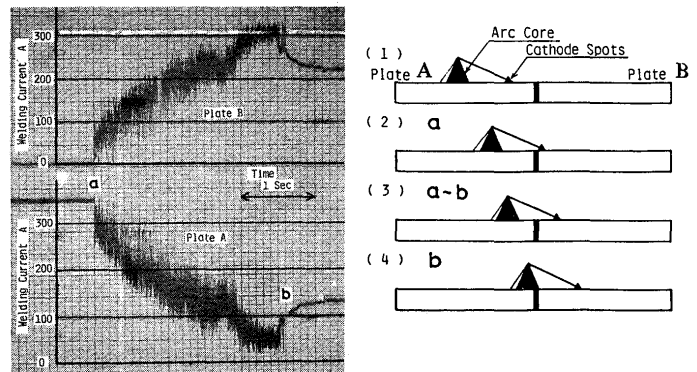 Welding Current A
300
200
100
0
Plate B
Time
1 Sec
a
Welding Current A
300
200
100
0
Plate A
b
Arc Core
Cathode Spots
(1)
Plate A
Plate B
(2) a
(3) a~b
(4) b